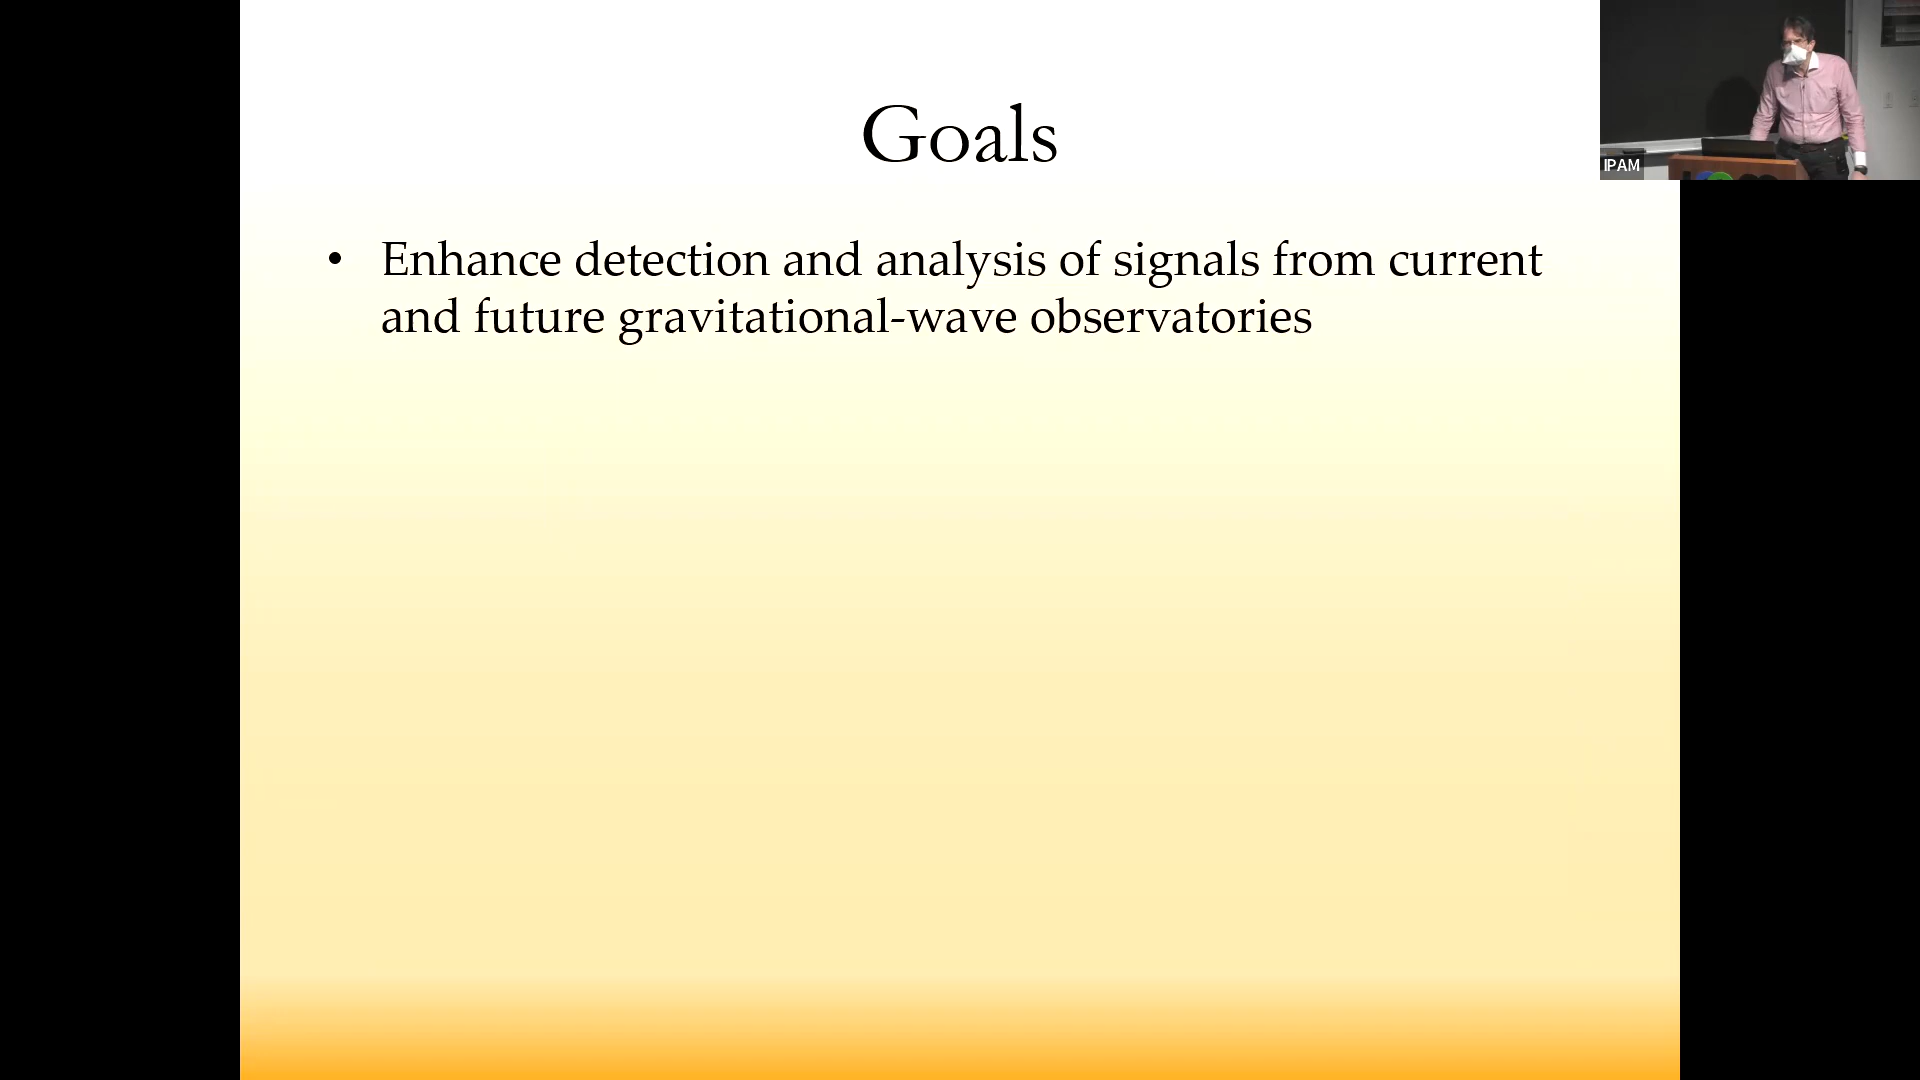 Goals
• Enhance detection and analysis of signals from current
and future gravitational-wave observatories
IPAM